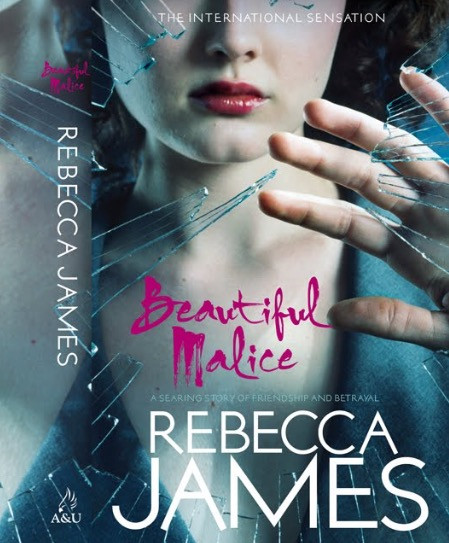 Beautiful
Malice
REBECCA JAMES
A&U
THE INTERNATIONAL SENSATION
Beautiful
Malice
A SEARING STORY OF FRIENDSHIP AND BETRAYAL
REBECCA
JAMES